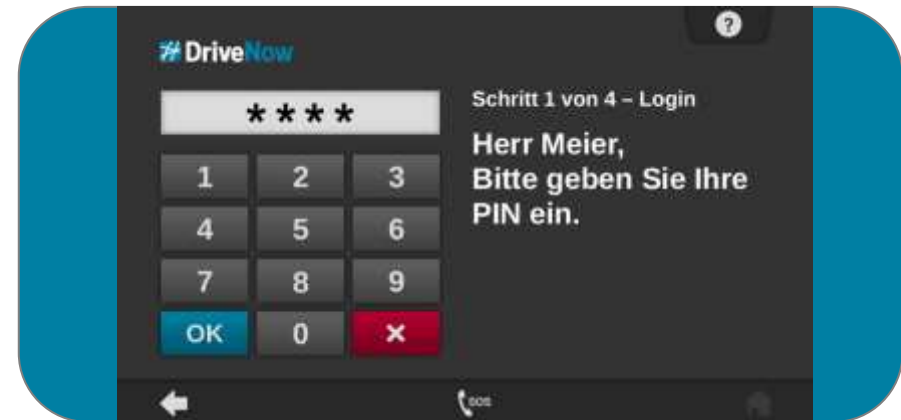 ?
DriveNow
Schritt 1 von 4 – Login
****
Herr Meier,
Bitte geben Sie Ihre
PIN ein.
1 2 3
4 5 6
7 8 9
OK 0 ×
SOS